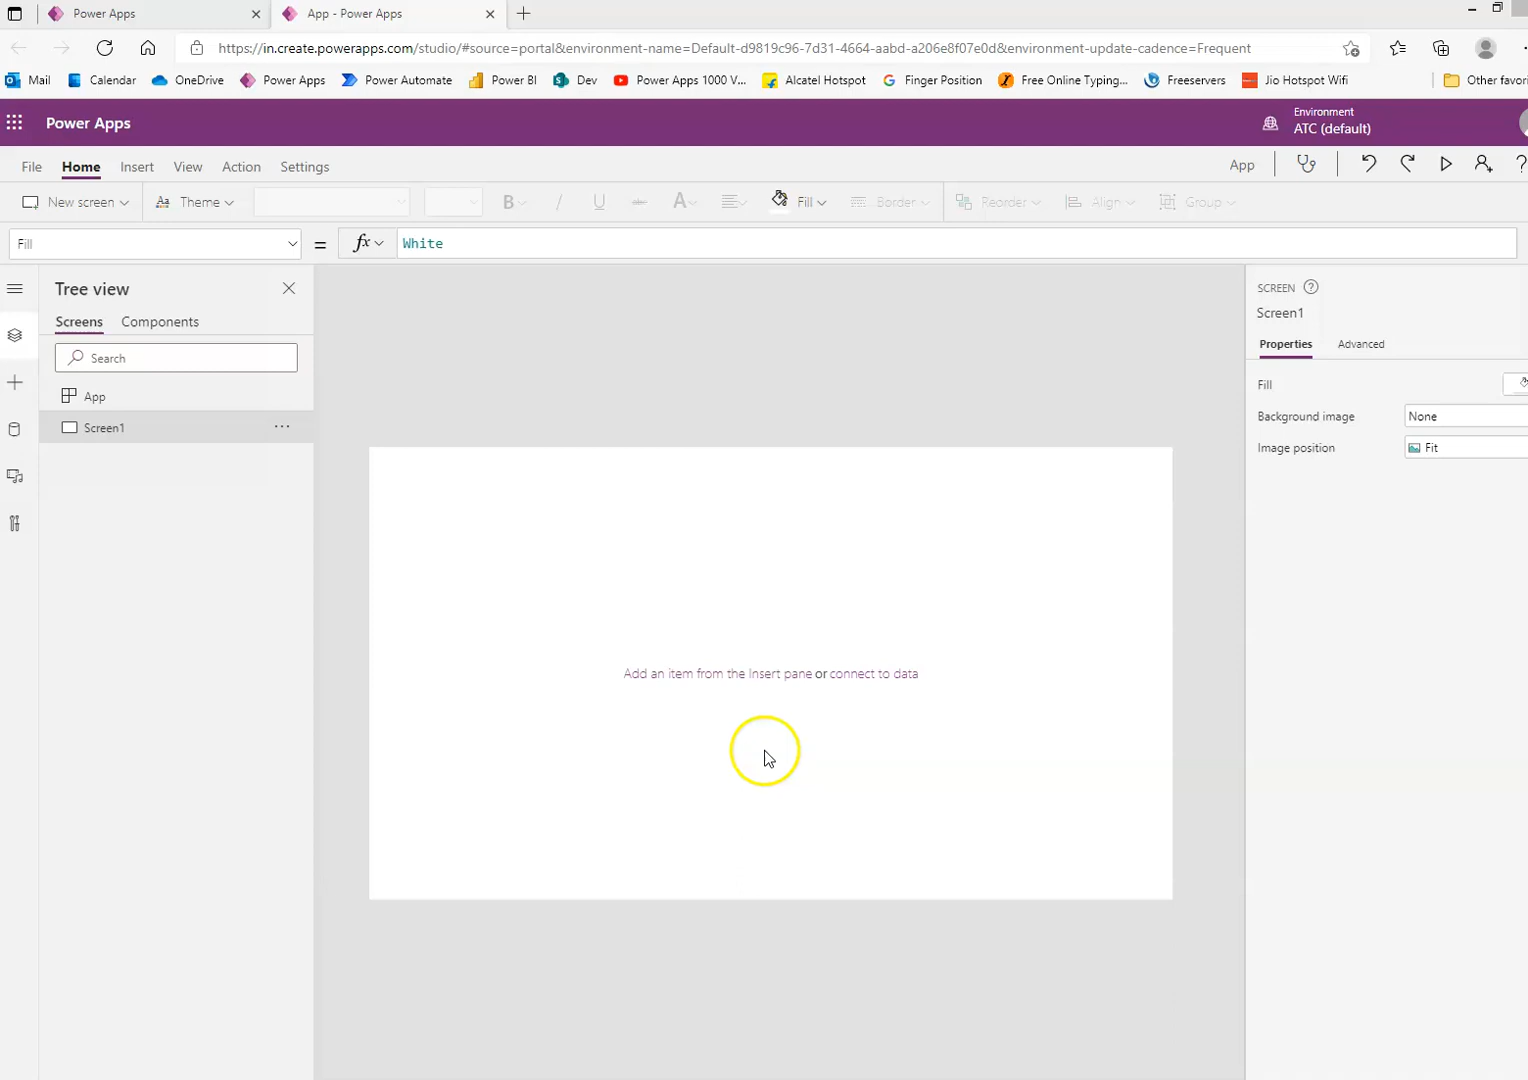 Power Apps
App - Power Apps
https://in.create.powerapps.com/studio/#source=portal&environment-name=Default-d9819c96-7d31-4664-aabd-a206e8f07e0d&environment-update-cadence=Frequent
Mail Calendar OneDrive Power Apps Power Automate Power BI Dev Power Apps 1000 V... Alcatel Hotspot Finger Position Free Online Typing... Freeservers Jio Hotspot Wifi Other favori
Power Apps
Environment
ATC (default)
File Home Insert View Action Settings App
New screen Theme B / U abc A Fill Border Reorder Align Group
Fill = fx White
Tree view
Screens Components
Search
App
Screen1
Add an item from the Insert pane or connect to data
SCREEN ?
Screen1
Properties Advanced
Fill
Background image None
Image position Fit